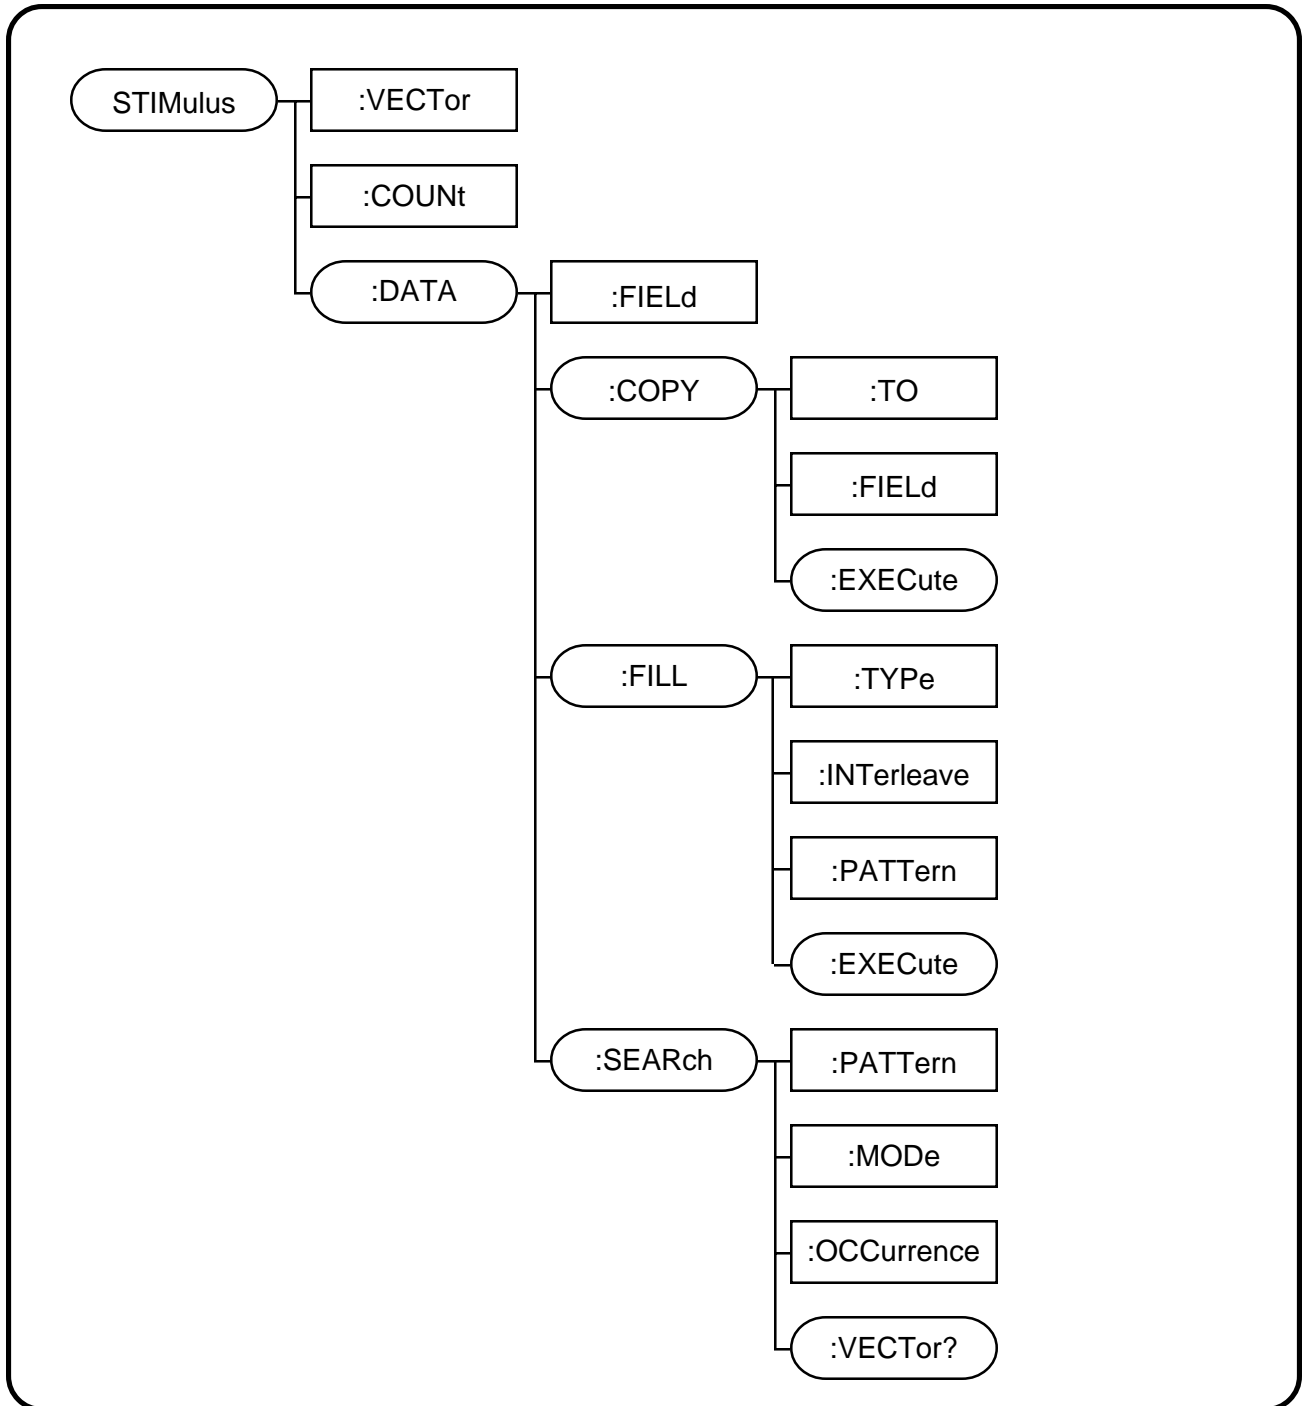 STIMulus
:VECTor
:COUNt
:DATA
:FIELd
:COPY
:TO
:FIELd
:EXECute
:FILL
:TYPe
:INTerleave
:PATTern
:EXECute
:SEARch
:PATTern
:MODe
:OCCurrence
:VECTor?